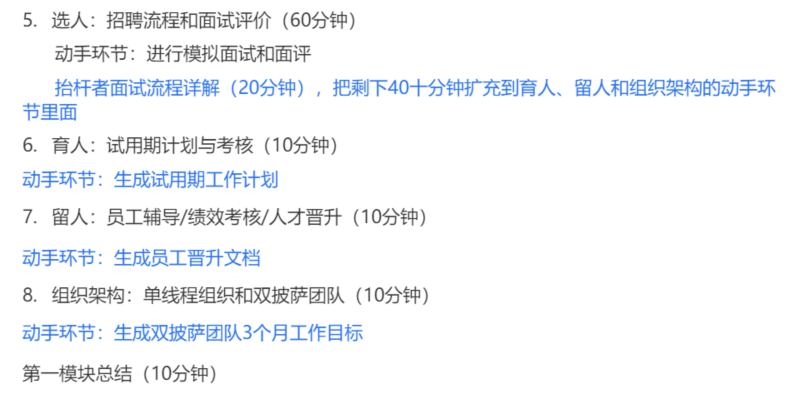 5. 选人：招聘流程和面试评价（60分钟）
动手环节：进行模拟面试和面评
抬杆者面试流程详解（20分钟），把剩下40十分钟扩充到育人、留人和组织架构的动手环
节里面
6. 育人：试用期计划与考核（10分钟）
动手环节：生成试用期工作计划
7. 留人：员工辅导/绩效考核/人才晋升（10分钟）
动手环节：生成员工晋升文档
8. 组织架构：单线程组织和双披萨团队（10分钟）
动手环节：生成双披萨团队3个月工作目标
第一模块总结（10分钟）